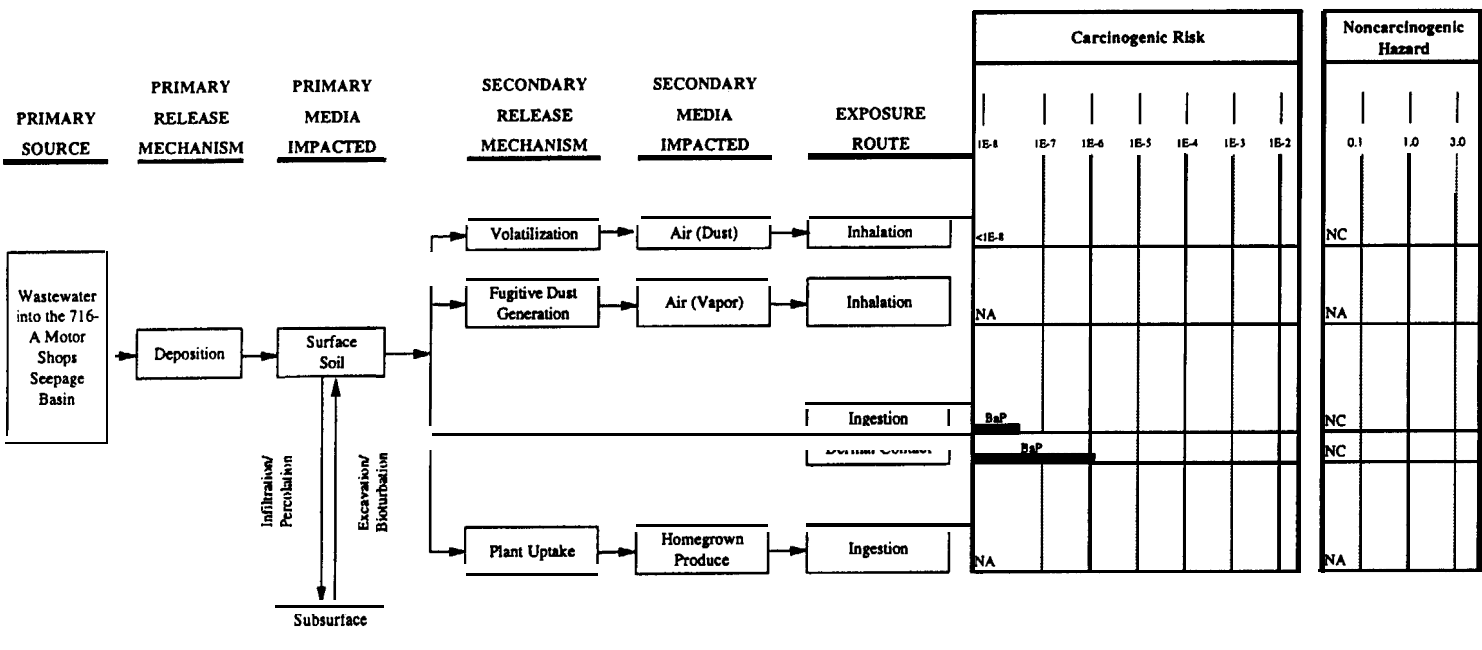 Carcinogenic Risk
Noncarcinogenic
Hazard
PRIMARY
SOURCE
PRIMARY
RELEASE
MECHANISM
PRIMARY
MEDIA
IMPACTED
SECONDARY
RELEASE
MECHANISM
SECONDARY
MEDIA
IMPACTED
EXPOSURE
ROUTE
1E-8 1E-7 1E-6 1E-5 1E-4 1E-3 1E-2
0.1 1.0 3.0
Volatilization
Air (Dust)
Inhalation
<1E-8
NC
Wastewater
into the 716-
A Motor
Shops
Seepage
Basin
Deposition
Surface
Soil
Fugitive Dust
Generation
Air (Vapor)
Inhalation
NA
NA
Ingestion
BaP
NC
Dermal Contact
BaP
NC
Infiltration/
Percolation
Excavation/
Bioturbation
Plant Uptake
Homegrown
Produce
Ingestion
NA
NA
Subsurface